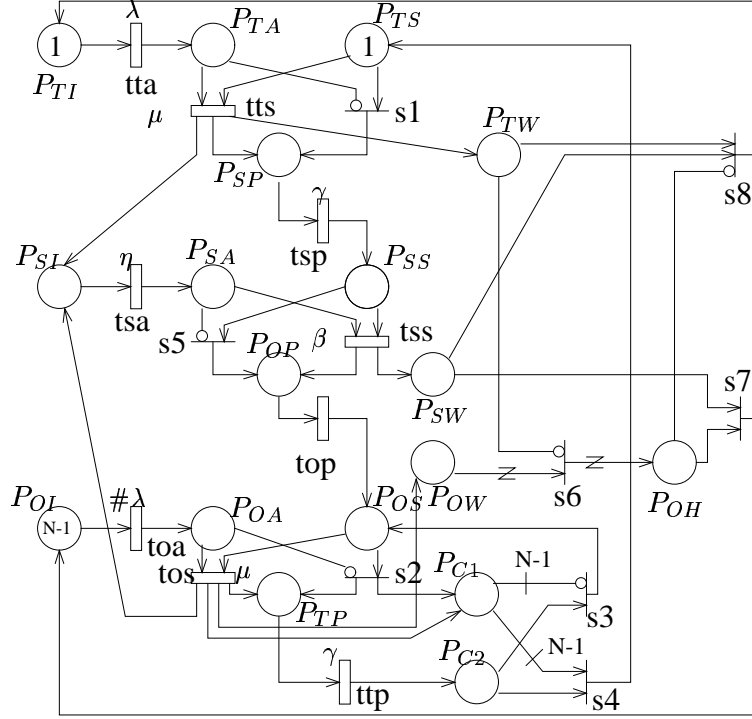 λ
P_TA
P_TS
1
1
P_TI
tta
μ
tts
s1
P_TW
P_SP
s8
γ
tsp
P_SI
η
P_SA
P_SS
tsa
s5
P_OP
β
tss
s7
P_SW
top
P_OI
#λ
P_OA
P_OS
P_OW
s6
P_OH
N-1
toa
tos
μ
s2
P_C1
N-1
P_TP
s3
γ
P_C2
N-1
ttp
s4